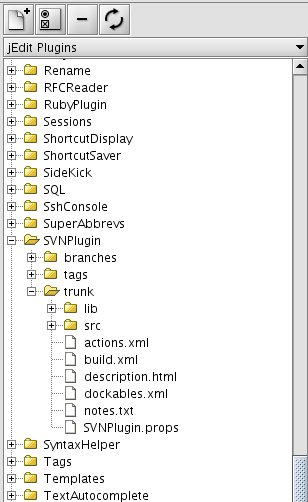 jEdit Plugins
Rename
RFCReader
RubyPlugin
Sessions
ShortcutDisplay
ShortcutSaver
SideKick
SQL
SshConsole
SuperAbbrevs
SVNPlugin
branches
tags
trunk
lib
src
actions.xml
build.xml
description.html
dockables.xml
notes.txt
SVNPlugin.props
SyntaxHelper
Tags
Templates
TextAutocomplete